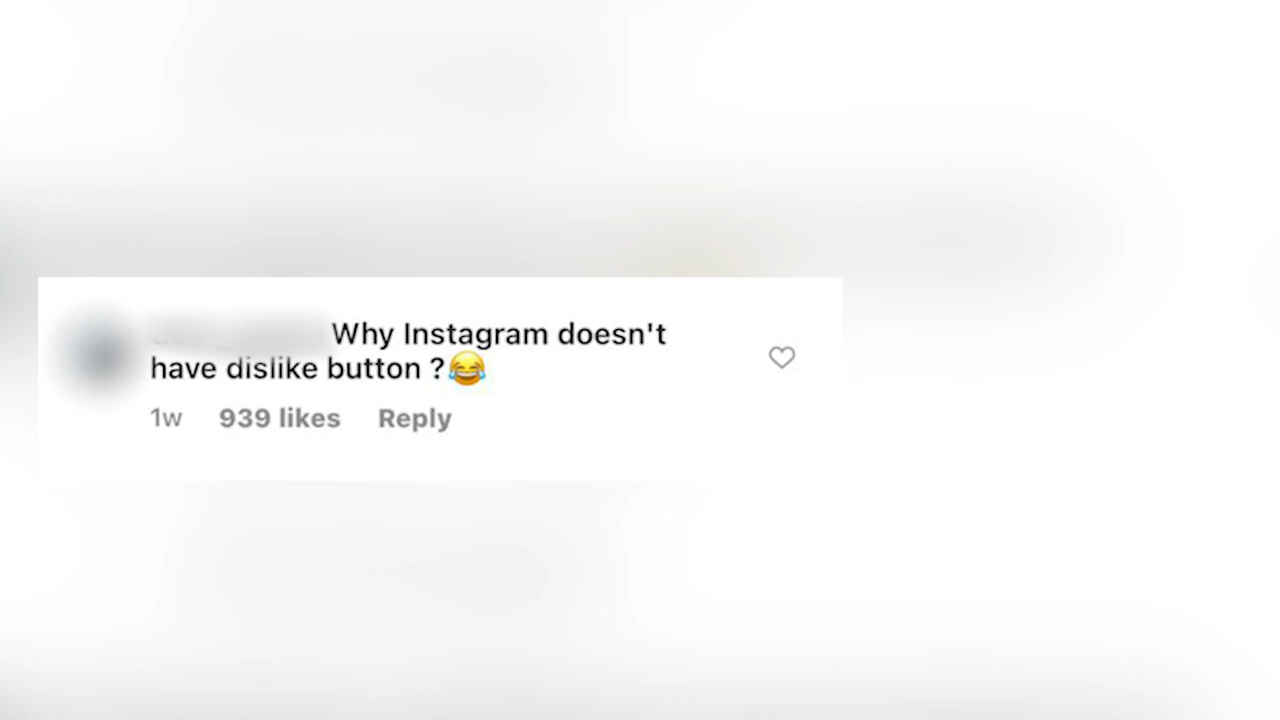 Why Instagram doesn't
have dislike button ?😂
1w 939 likes Reply